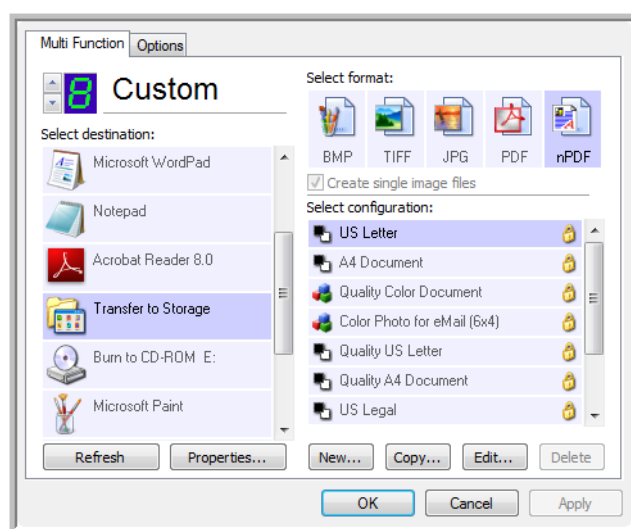 Multi Function
Options
8
Custom
Select destination:
Microsoft WordPad
Notepad
Acrobat Reader 8.0
Transfer to Storage
Burn to CD-ROM E:
Microsoft Paint
Refresh
Properties...
Select format:
BMP TIFF JPG PDF nPDF
Create single image files
Select configuration:
US Letter
A4 Document
Quality Color Document
Color Photo for eMail (6x4)
Quality US Letter
Quality A4 Document
US Legal
New... Copy... Edit... Delete
OK Cancel Apply